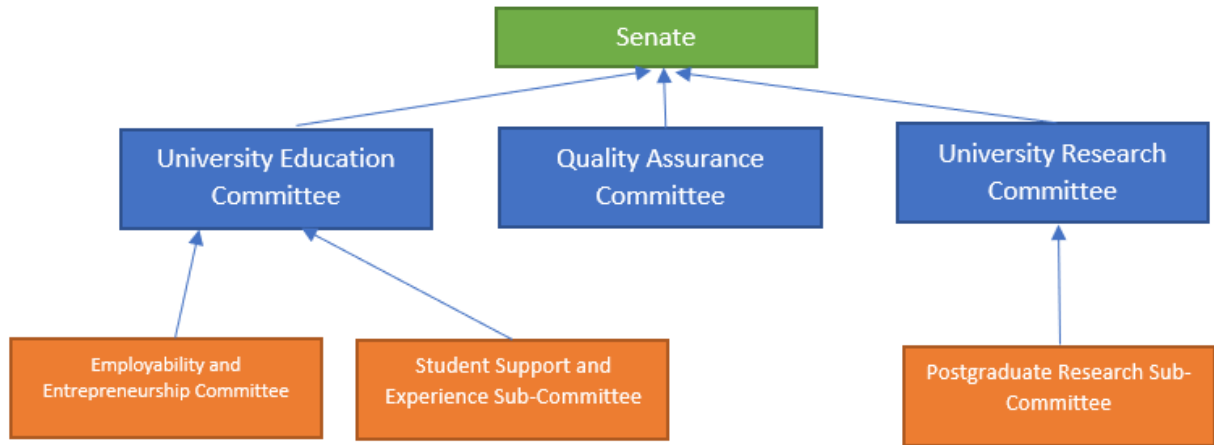 Senate
University Education
Committee
Quality Assurance
Committee
University Research
Committee
Employability and
Entrepreneurship Committee
Student Support and
Experience Sub-Committee
Postgraduate Research Sub-
Committee